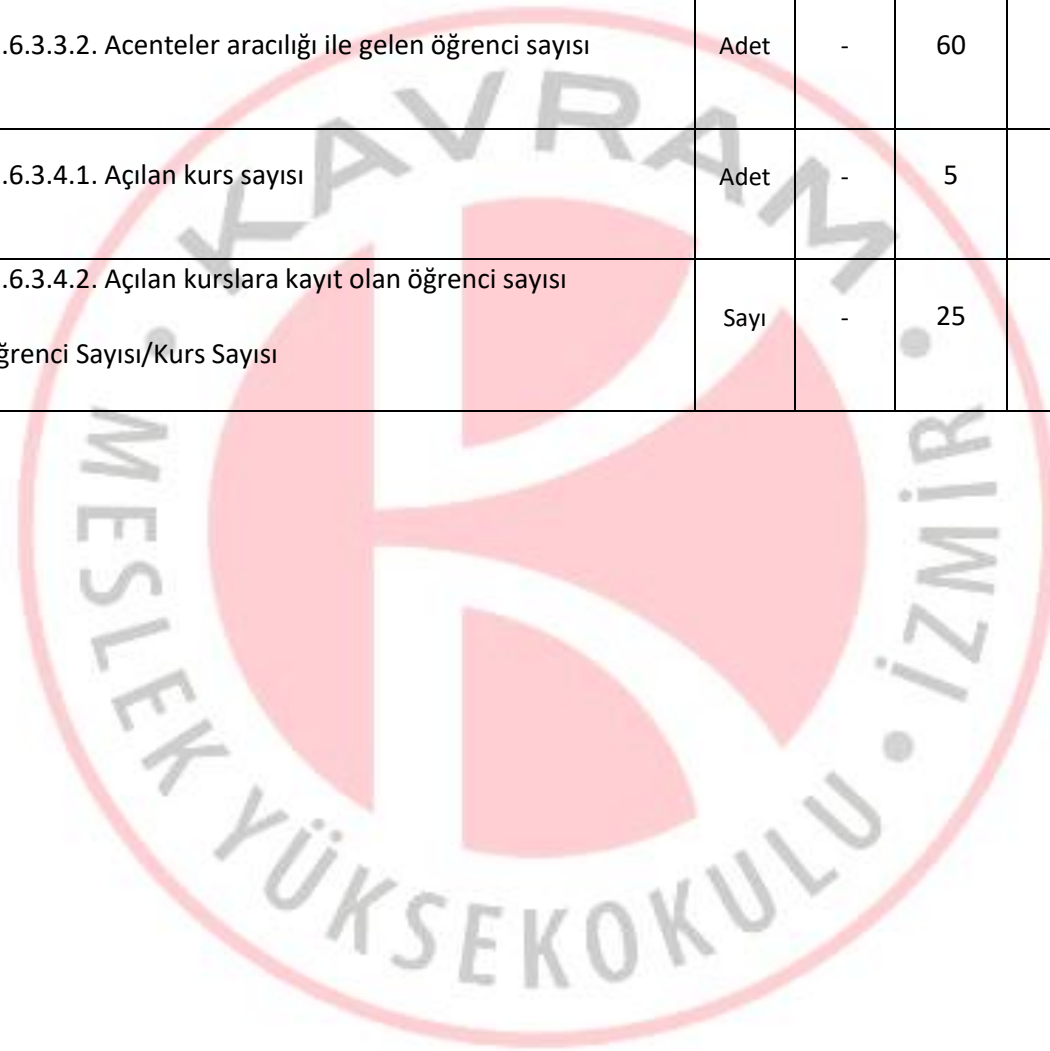 .6.3.3.2. Acenteler aracılığı ile gelen öğrenci sayısı Adet - 60
.6.3.4.1. Açılan kurs sayısı Adet - 5
.6.3.4.2. Açılan kurslara kayıt olan öğrenci sayısı
ğrenci Sayısı/Kurs Sayısı Sayı - 25
KAVRAM
MESLEK YÜKSEKOKULU • İZMİR